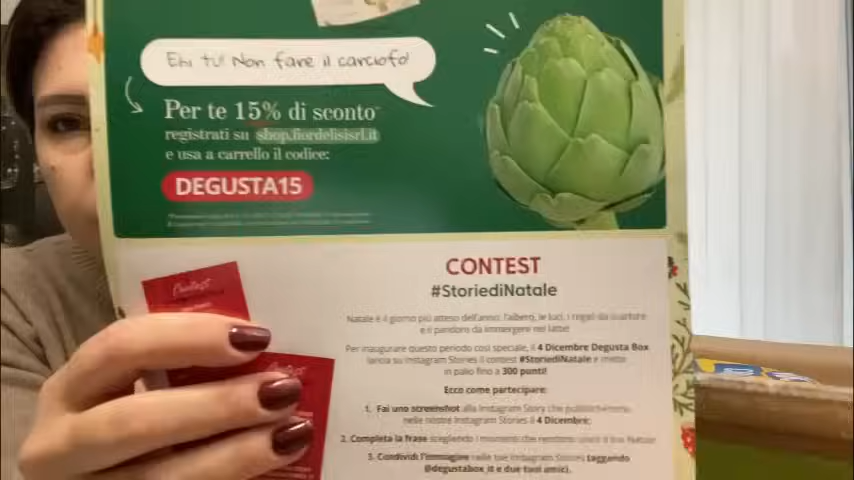 Ehi tu! Non fare il carciofo!
Per te 15% di sconto*
registrati su shop.fiordelisisrl.it
e usa a carrello il codice:
DEGUSTA15
CONTEST
#StoriediNatale
Contest
Natale è il giorno più atteso dell'anno: l'albero, le luci, i regali da scartare
e il pandoro da immergere nel latte!
Per inaugurare questo periodo così speciale, il 4 Dicembre Degusta Box
lancia su Instagram Stories il contest #StoriediNatale e mette
in palio fino a 300 punti!
Ecco come partecipare:
1. Fai uno screenshot alla Instagram Story che pubblicheremo
nelle nostre Instagram Stories il 4 Dicembre;
2. Completa la frase scegliendo i momenti che rendono unico il tuo Natale
3. Condividi l'immagine nelle tue Instagram Stories taggando
@degustabox_it e due tuoi amici.